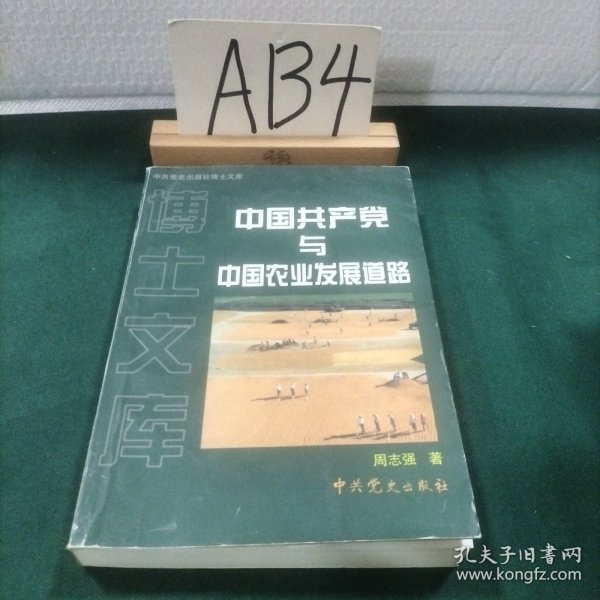 AB4
中共党史出版社博士文库
博士文库
中国共产党
与
中国农业发展道路
周志强 著
中共党史出版社
孔夫子旧书网
www.kongfz.com